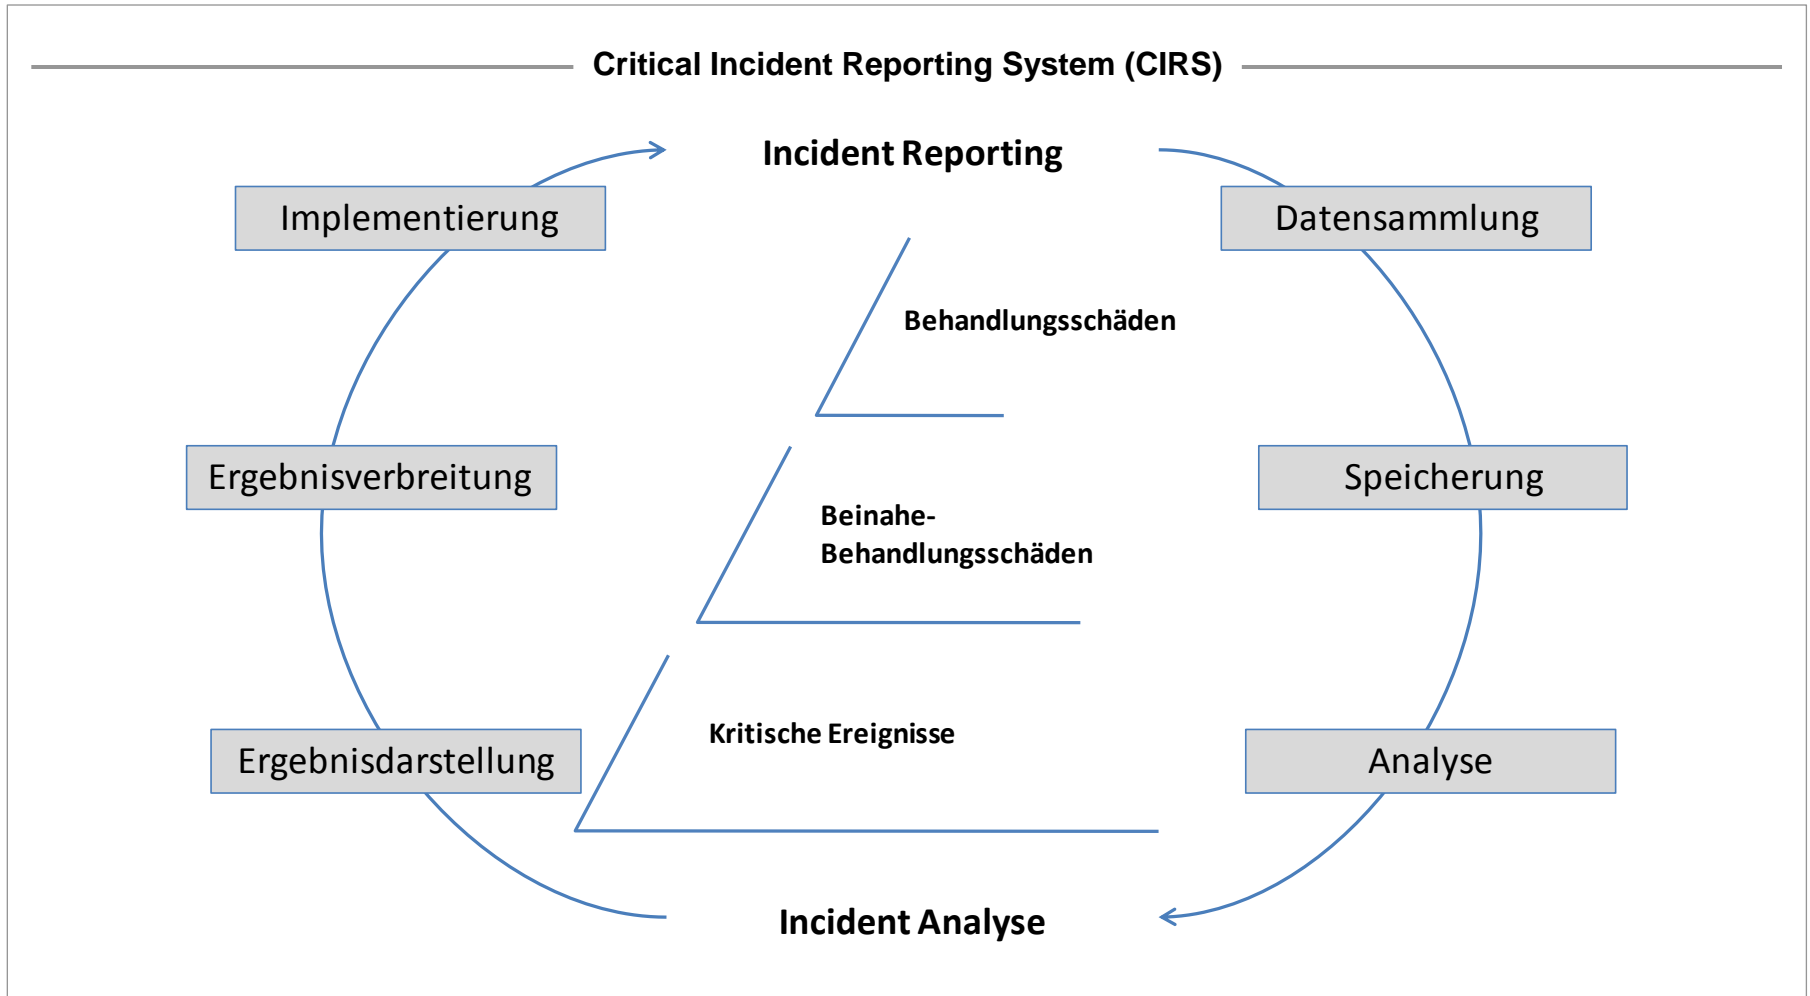 Critical Incident Reporting System (CIRS)
Incident Reporting
Implementierung
Datensammlung
Behandlungsschäden
Ergebnisverbreitung
Speicherung
Beinahe-
Behandlungsschäden
Kritische Ereignisse
Ergebnisdarstellung
Analyse
Incident Analyse